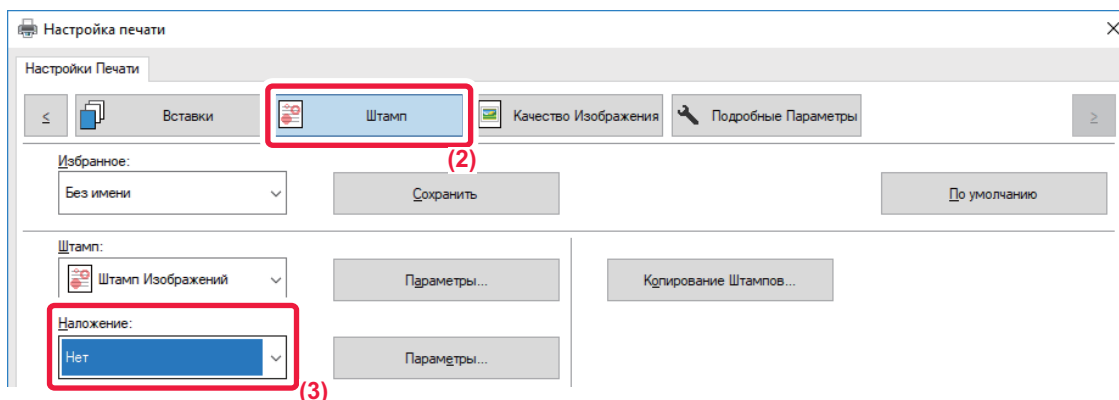 Настройка печати
Настройки Печати
< Вставки Штамп Качество Изображения Подробные Параметры >
(2)
Избранное:
Без имени Сохранить По умолчанию
Штамп:
Штамп Изображений Параметры... Копирование Штампов...
Наложение:
Нет Параметры...
(3)